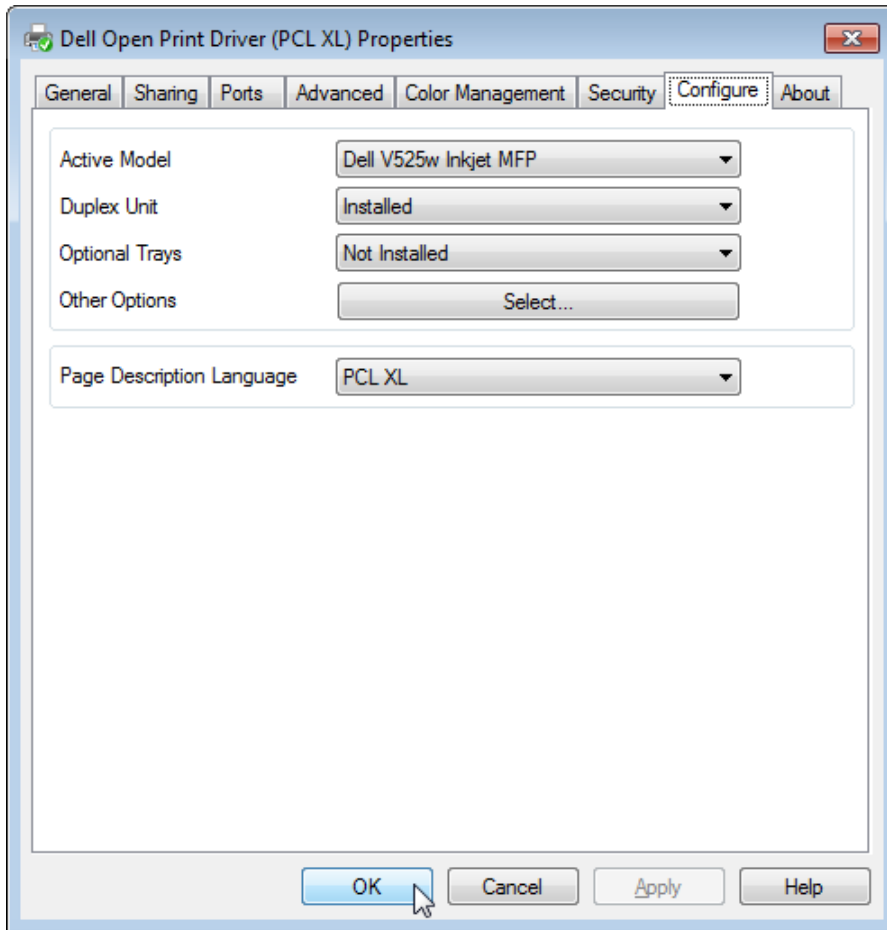 Dell Open Print Driver (PCL XL) Properties
General Sharing Ports Advanced Color Management Security Configure About
Active Model Dell V525w Inkjet MFP
Duplex Unit Installed
Optional Trays Not Installed
Other Options Select...
Page Description Language PCL XL
OK Cancel Apply Help